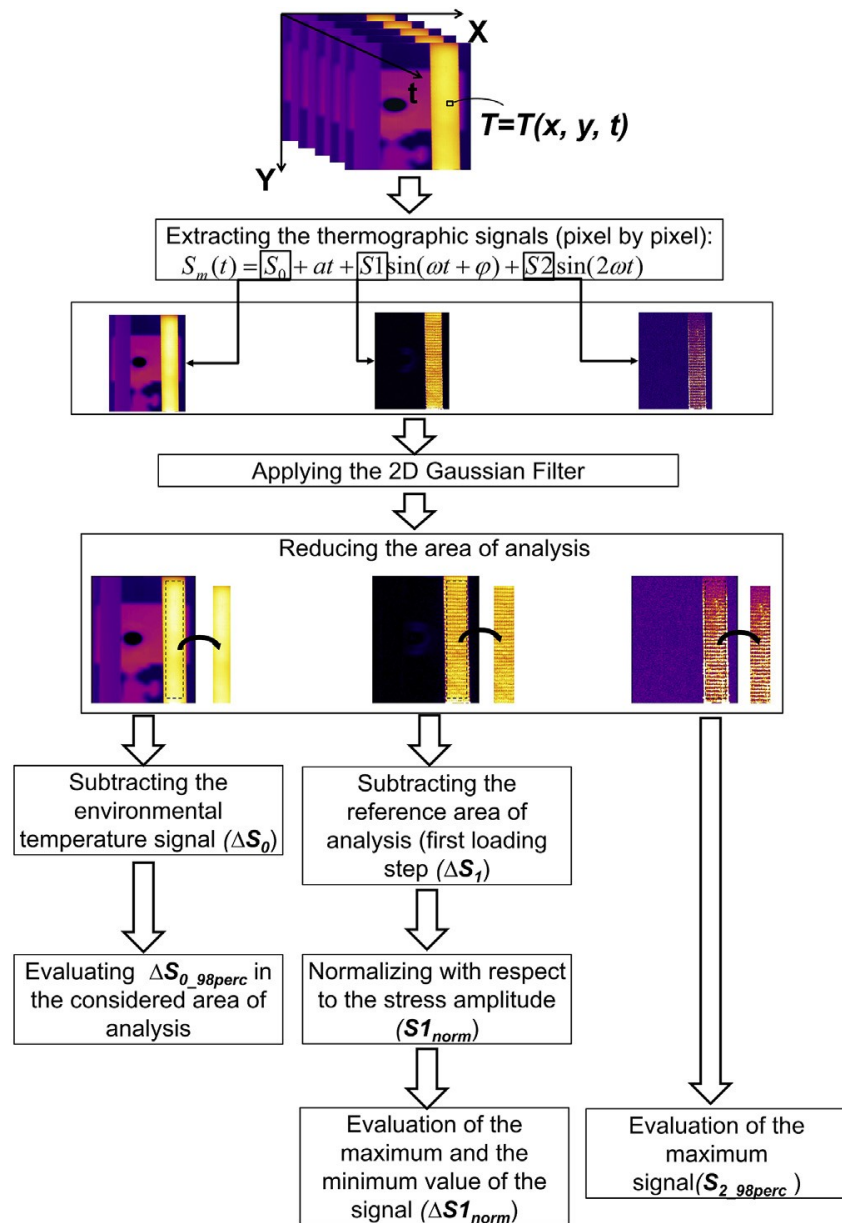 X
t
T=T(x, y, t)
Y
Extracting the thermographic signals (pixel by pixel):
S_m(t) = S_0 + at + S1 sin(ωt + φ) + S2 sin(2ωt)
Applying the 2D Gaussian Filter
Reducing the area of analysis
Subtracting the
environmental
temperature signal (ΔS_0)
Subtracting the
reference area of
analysis (first loading
step (ΔS_1)
Evaluating ΔS_0_98perc in
the considered area of
analysis
Normalizing with respect
to the stress amplitude
(S1_norm)
Evaluation of the
maximum and the
minimum value of the
signal (ΔS1_norm)
Evaluation of the
maximum
signal(S_2_98perc )